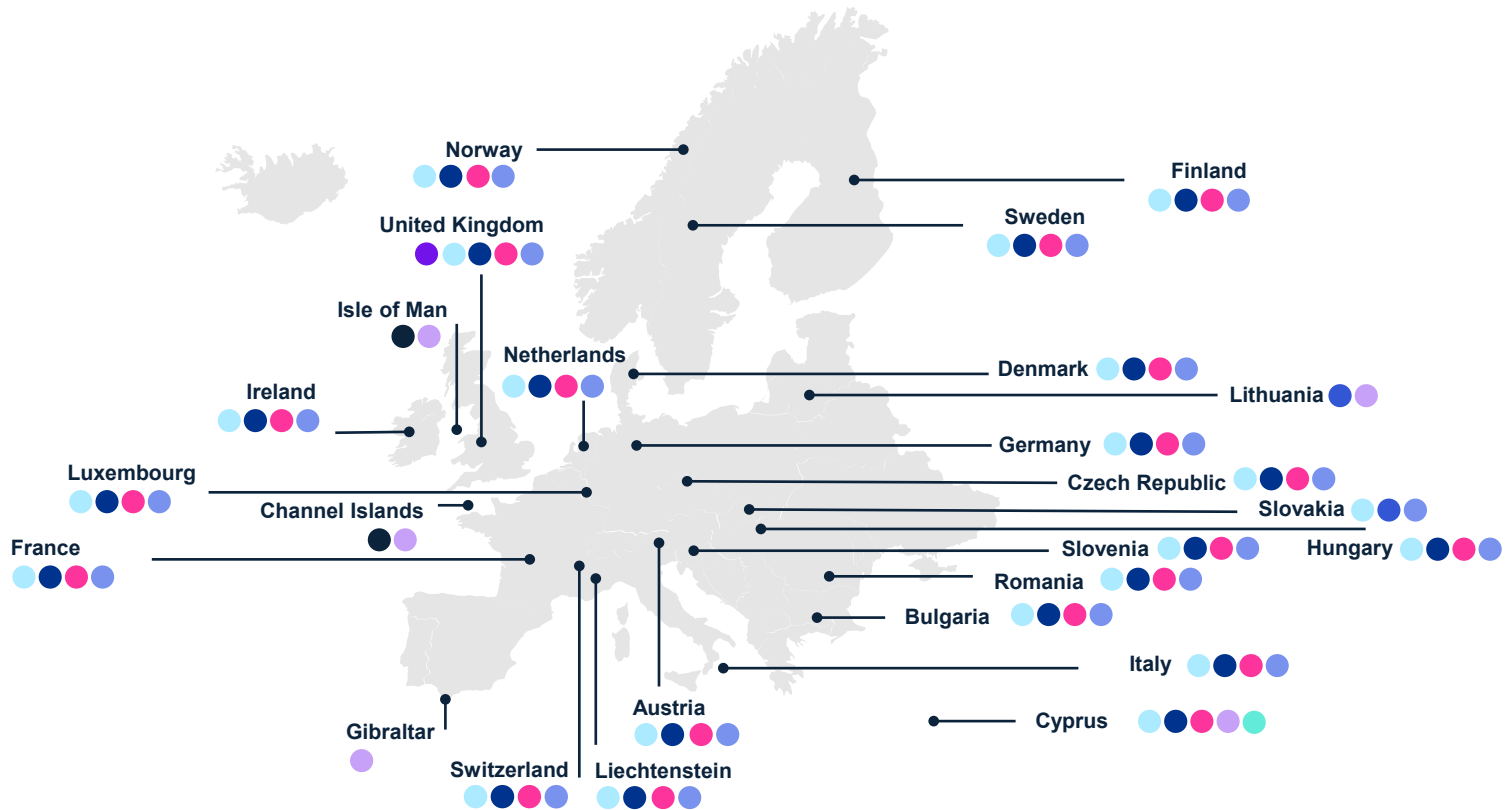 Norway
Finland
United Kingdom
Sweden
Isle of Man
Netherlands
Denmark
Ireland
Lithuania
Germany
Luxembourg
Czech Republic
Channel Islands
Slovakia
France
Slovenia
Hungary
Romania
Bulgaria
Italy
Austria
Cyprus
Gibraltar
Switzerland
Liechtenstein